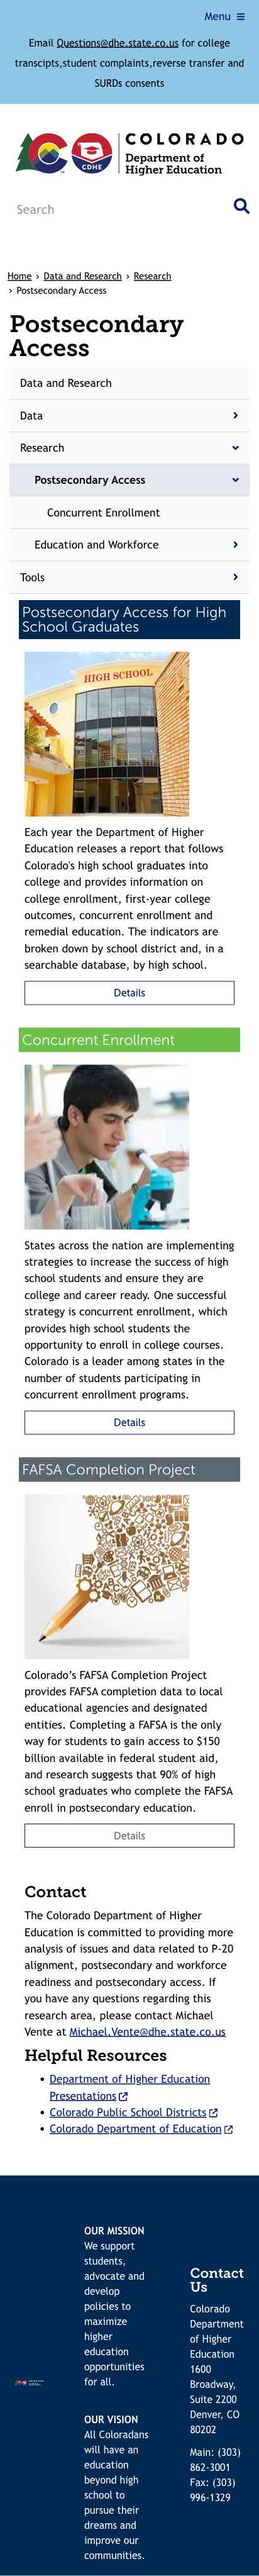 Menu
Email Questions@dhe.state.co.us for college
transcipts,student complaints,reverse transfer and
SURDs consents
CDHE
COLORADO
Department of
Higher Education
Search
Home › Data and Research › Research
› Postsecondary Access
Postsecondary
Access
Data and Research
Data
Research
Postsecondary Access
Concurrent Enrollment
Education and Workforce
Tools
Postsecondary Access for High
School Graduates
HIGH SCHOOL
Each year the Department of Higher
Education releases a report that follows
Colorado's high school graduates into
college and provides information on
college enrollment, first-year college
outcomes, concurrent enrollment and
remedial education. The indicators are
broken down by school district and, in a
searchable database, by high school.
Details
Concurrent Enrollment
States across the nation are implementing
strategies to increase the success of high
school students and ensure they are
college and career ready. One successful
strategy is concurrent enrollment, which
provides high school students the
opportunity to enroll in college courses.
Colorado is a leader among states in the
number of students participating in
concurrent enrollment programs.
Details
FAFSA Completion Project
Colorado’s FAFSA Completion Project
provides FAFSA completion data to local
educational agencies and designated
entities. Completing a FAFSA is the only
way for students to gain access to $150
billion available in federal student aid,
and research suggests that 90% of high
school graduates who complete the FAFSA
enroll in postsecondary education.
Details
Contact
The Colorado Department of Higher
Education is committed to providing more
analysis of issues and data related to P-20
alignment, postsecondary and workforce
readiness and postsecondary access. If
you have any questions regarding this
research area, please contact Michael
Vente at Michael.Vente@dhe.state.co.us
Helpful Resources
• Department of Higher Education
Presentations
• Colorado Public School Districts
• Colorado Department of Education
OUR MISSION
We support
students,
advocate and
develop
policies to
maximize
higher
education
opportunities
for all.
OUR VISION
All Coloradans
will have an
education
beyond high
school to
pursue their
dreams and
improve our
communities.
Contact
Us
Colorado
Department
of Higher
Education
1600
Broadway,
Suite 2200
Denver, CO
80202
Main: (303)
862-3001
Fax: (303)
996-1329